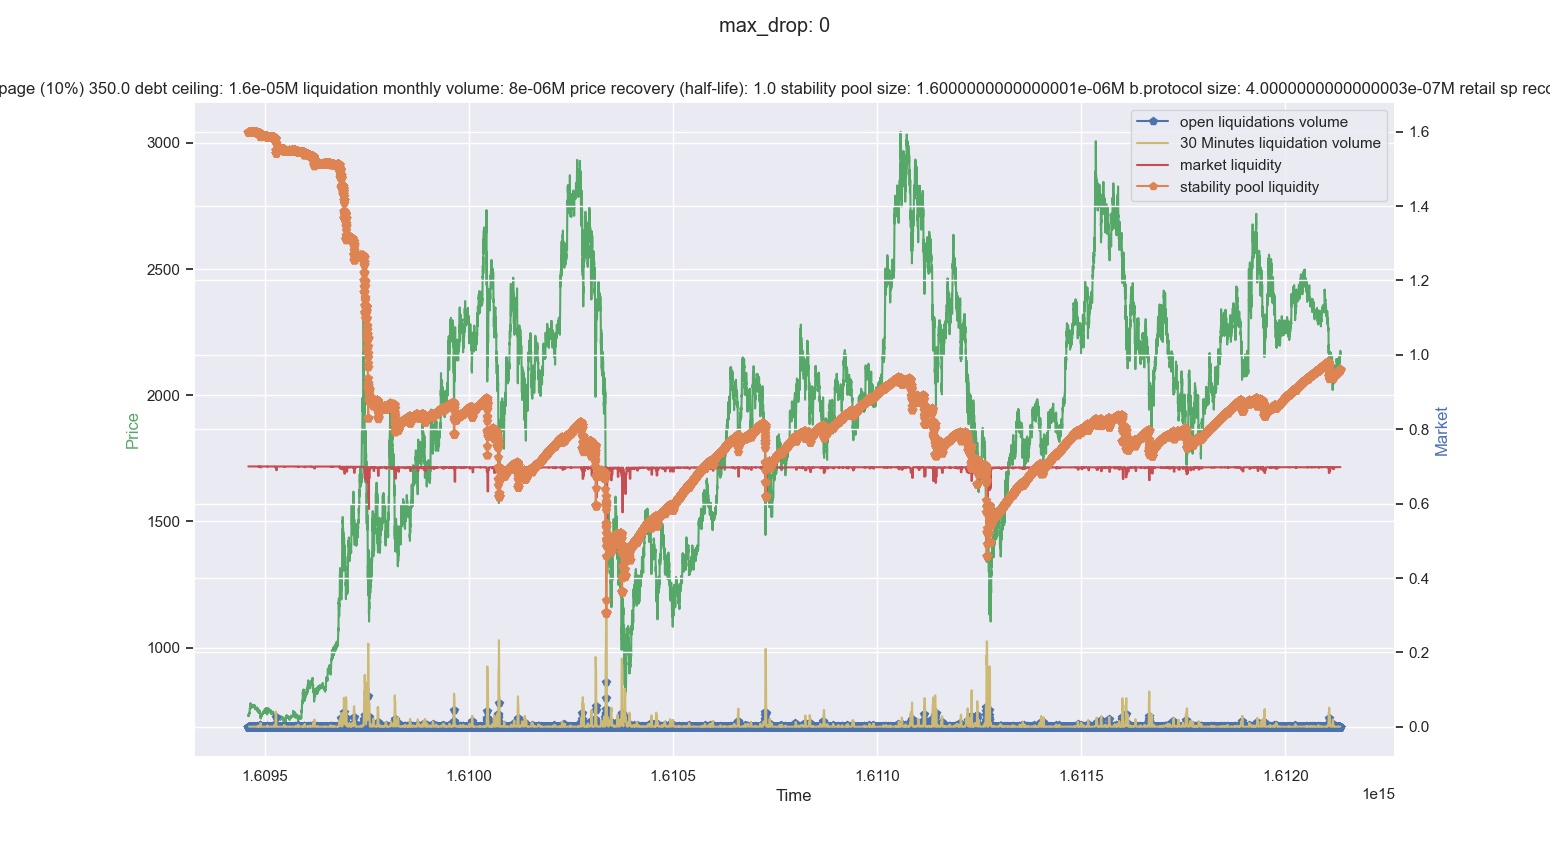 max_drop: 0
page (10%) 350.0 debt ceiling: 1.6e-05M liquidation monthly volume: 8e-06M price recovery (half-life): 1.0 stability pool size: 1.6000000000000001e-06M b.protocol size: 4.0000000000000003e-07M retail sp reco
open liquidations volume
30 Minutes liquidation volume
market liquidity
stability pool liquidity
3000
2500
2000
1500
1000
Price
1.6
1.4
1.2
1.0
0.8
0.6
0.4
0.2
0.0
Market
1.6095
1.6100
1.6105
1.6110
1.6115
1.6120
1e15
Time